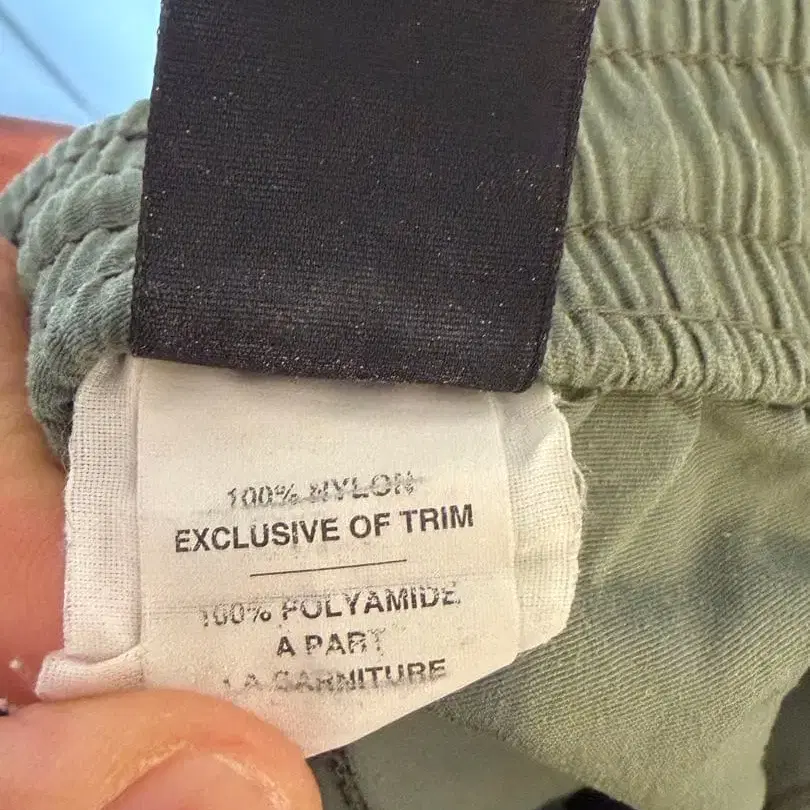 100% NYLON
EXCLUSIVE OF TRIM
100% POLYAMIDE
A PART
LA GARNITURE